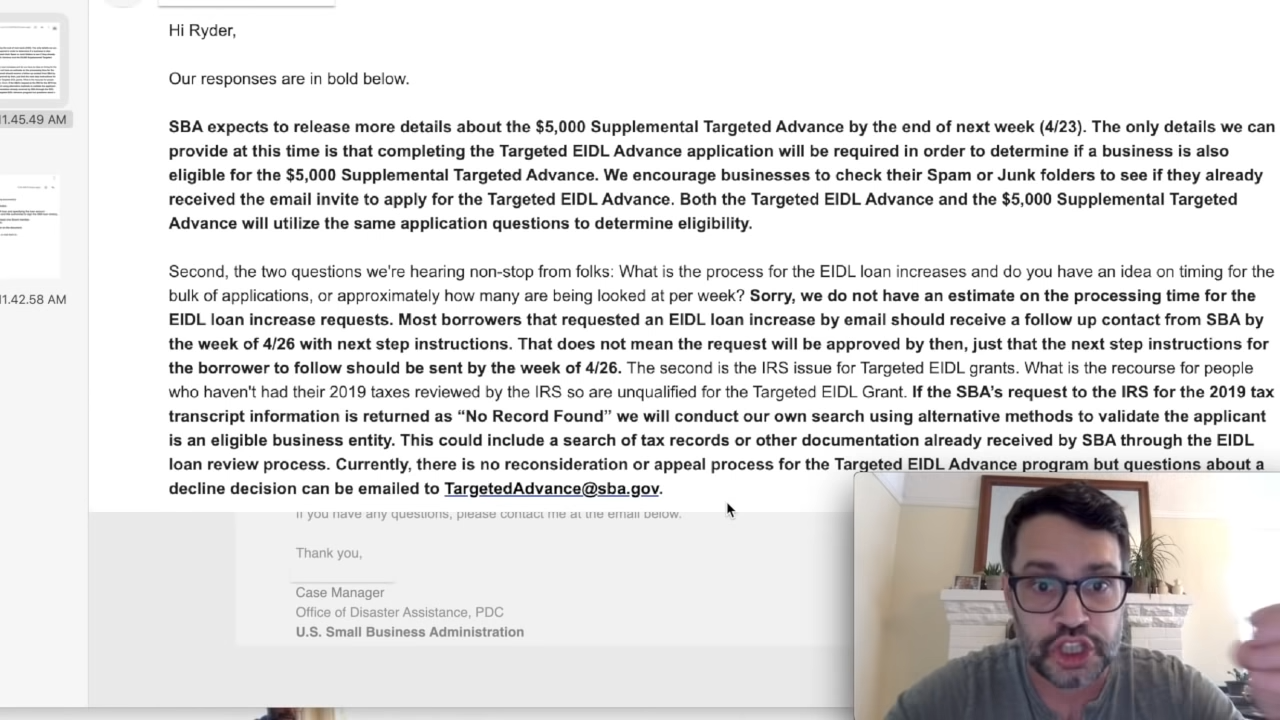 Hi Ryder,
Our responses are in bold below.
SBA expects to release more details about the $5,000 Supplemental Targeted Advance by the end of next week (4/23). The only details we can
provide at this time is that completing the Targeted EIDL Advance application will be required in order to determine if a business is also
eligible for the $5,000 Supplemental Targeted Advance. We encourage businesses to check their Spam or Junk folders to see if they already
received the email invite to apply for the Targeted EIDL Advance. Both the Targeted EIDL Advance and the $5,000 Supplemental Targeted
Advance will utilize the same application questions to determine eligibility.
Second, the two questions we're hearing non-stop from folks: What is the process for the EIDL loan increases and do you have an idea on timing for the
bulk of applications, or approximately how many are being looked at per week? Sorry, we do not have an estimate on the processing time for the
EIDL loan increase requests. Most borrowers that requested an EIDL loan increase by email should receive a follow up contact from SBA by
the week of 4/26 with next step instructions. That does not mean the request will be approved by then, just that the next step instructions for
the borrower to follow should be sent by the week of 4/26. The second is the IRS issue for Targeted EIDL grants. What is the recourse for people
who haven't had their 2019 taxes reviewed by the IRS so are unqualified for the Targeted EIDL Grant. If the SBA's request to the IRS for the 2019 tax
transcript information is returned as “No Record Found” we will conduct our own search using alternative methods to validate the applicant
is an eligible business entity. This could include a search of tax records or other documentation already received by SBA through the EIDL
loan review process. Currently, there is no reconsideration or appeal process for the Targeted EIDL Advance program but questions about a
decline decision can be emailed to TargetedAdvance@sba.gov.
If you have any questions, please contact me at the email below.
Thank you,
Case Manager
Office of Disaster Assistance, PDC
U.S. Small Business Administration
1.45.49 AM
1.42.58 AM